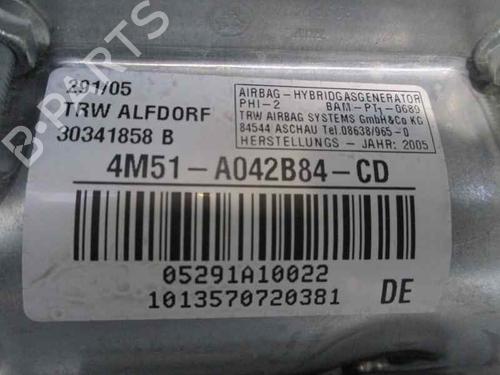 291/05
TRW ALFDORF
30341858 B
AIRBAG-HYBRIDGASGENERATOR
PHI-2 BAM-PT1-0689
TRW AIRBAG SYSTEMS GmbH&Co KG
84544 ASCHAU Tel.08638/965-0
HERSTELLUNGS - JAHR: 2005
4M51-A042B84-CD
05291A10022
1013570720381 DE
B-PARTS